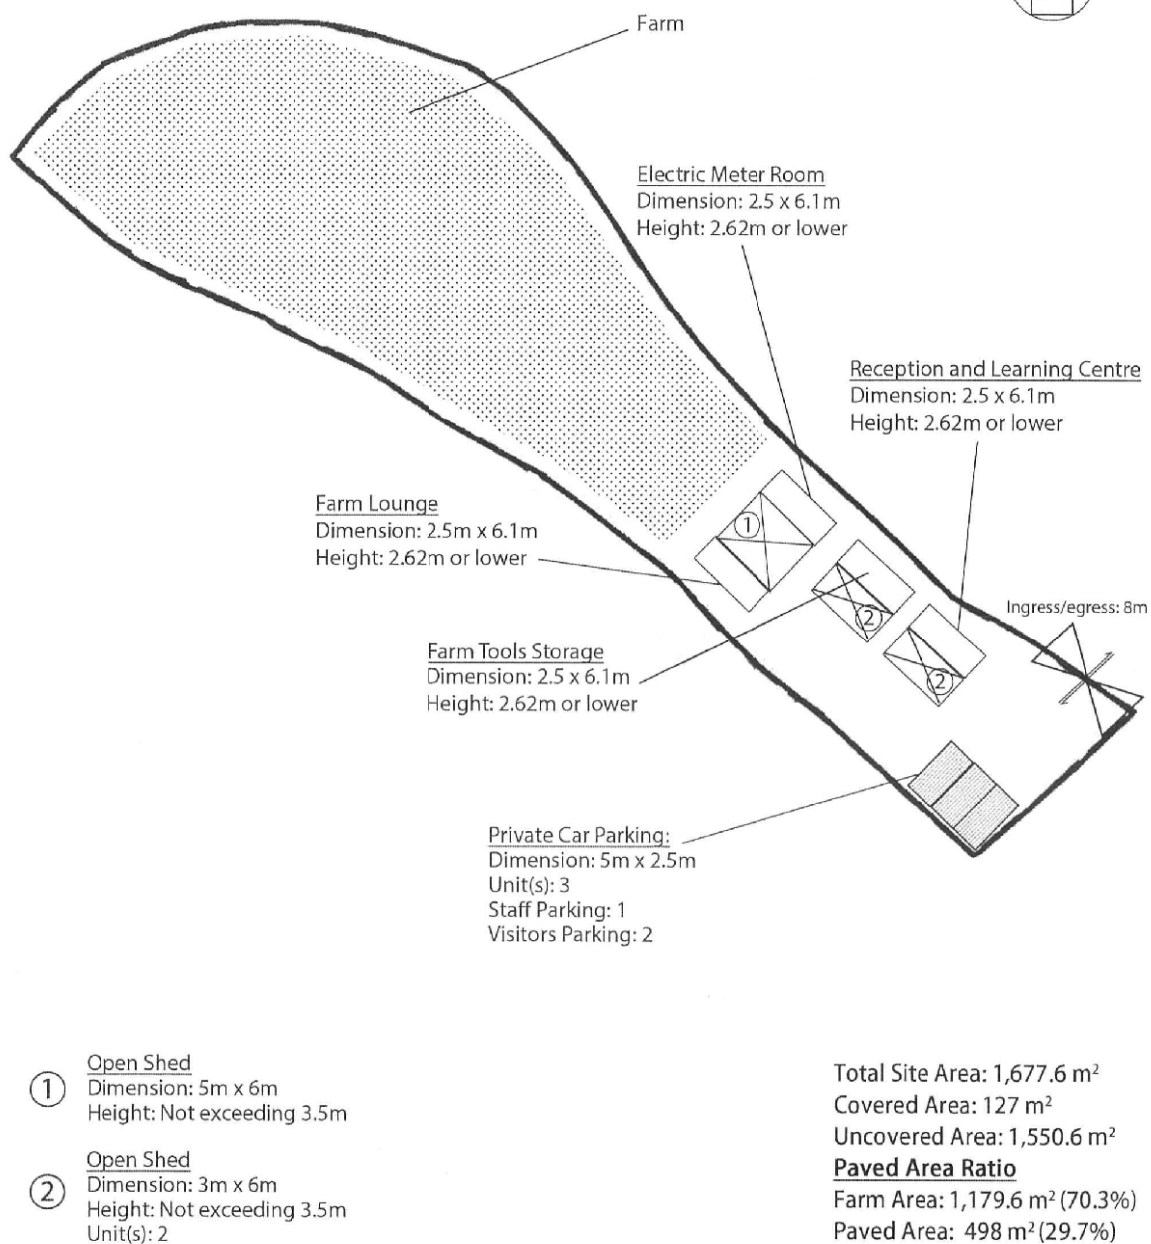 Farm
Electric Meter Room
Dimension: 2.5 x 6.1m
Height: 2.62m or lower
Reception and Learning Centre
Dimension: 2.5 x 6.1m
Height: 2.62m or lower
Farm Lounge
Dimension: 2.5m x 6.1m
Height: 2.62m or lower
1
2
2
Ingress/egress: 8m
Farm Tools Storage
Dimension: 2.5 x 6.1m
Height: 2.62m or lower
Private Car Parking:
Dimension: 5m x 2.5m
Unit(s): 3
Staff Parking: 1
Visitors Parking: 2
1
Open Shed
Dimension: 5m x 6m
Height: Not exceeding 3.5m
2
Open Shed
Dimension: 3m x 6m
Height: Not exceeding 3.5m
Unit(s): 2
Total Site Area: 1,677.6 m²
Covered Area: 127 m²
Uncovered Area: 1,550.6 m²
Paved Area Ratio
Farm Area: 1,179.6 m² (70.3%)
Paved Area: 498 m² (29.7%)